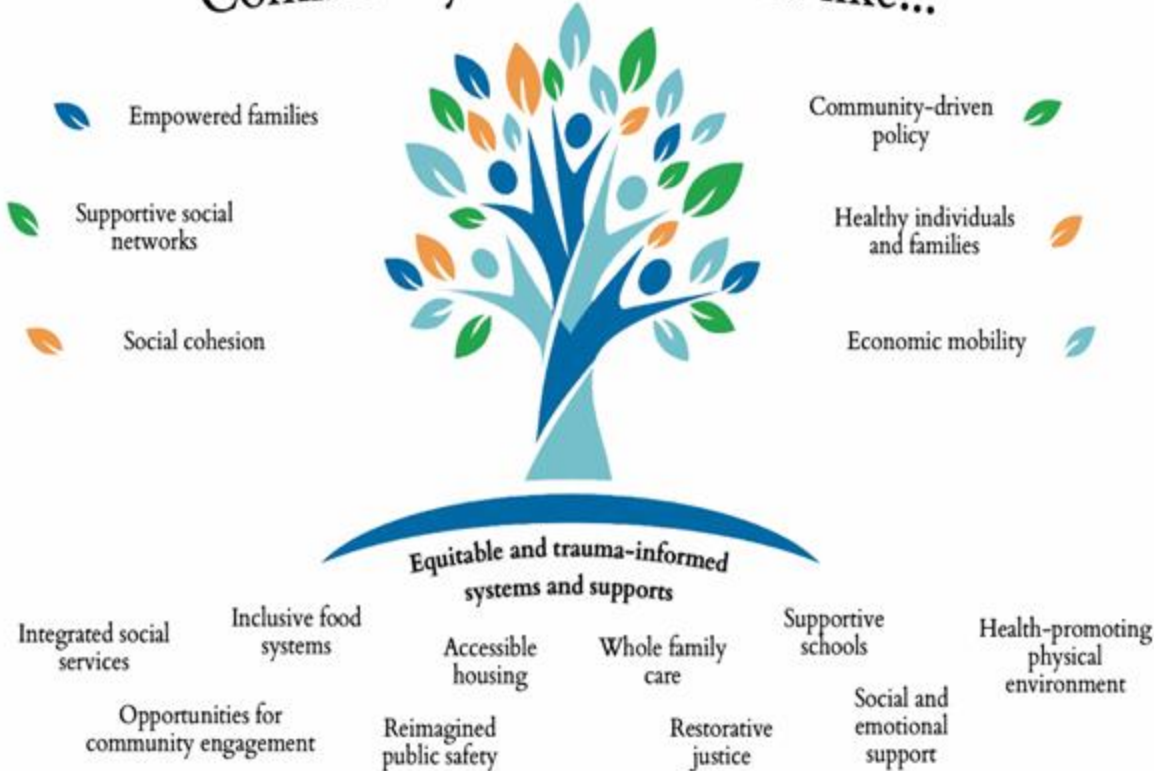 Empowered families
Community-driven
policy
Supportive social
networks
Healthy individuals
and families
Social cohesion
Economic mobility
Equitable and trauma-informed
systems and supports
Integrated social
services
Inclusive food
systems
Accessible
housing
Whole family
care
Supportive
schools
Health-promoting
physical
environment
Opportunities for
community engagement
Reimagined
public safety
Restorative
justice
Social and
emotional
support